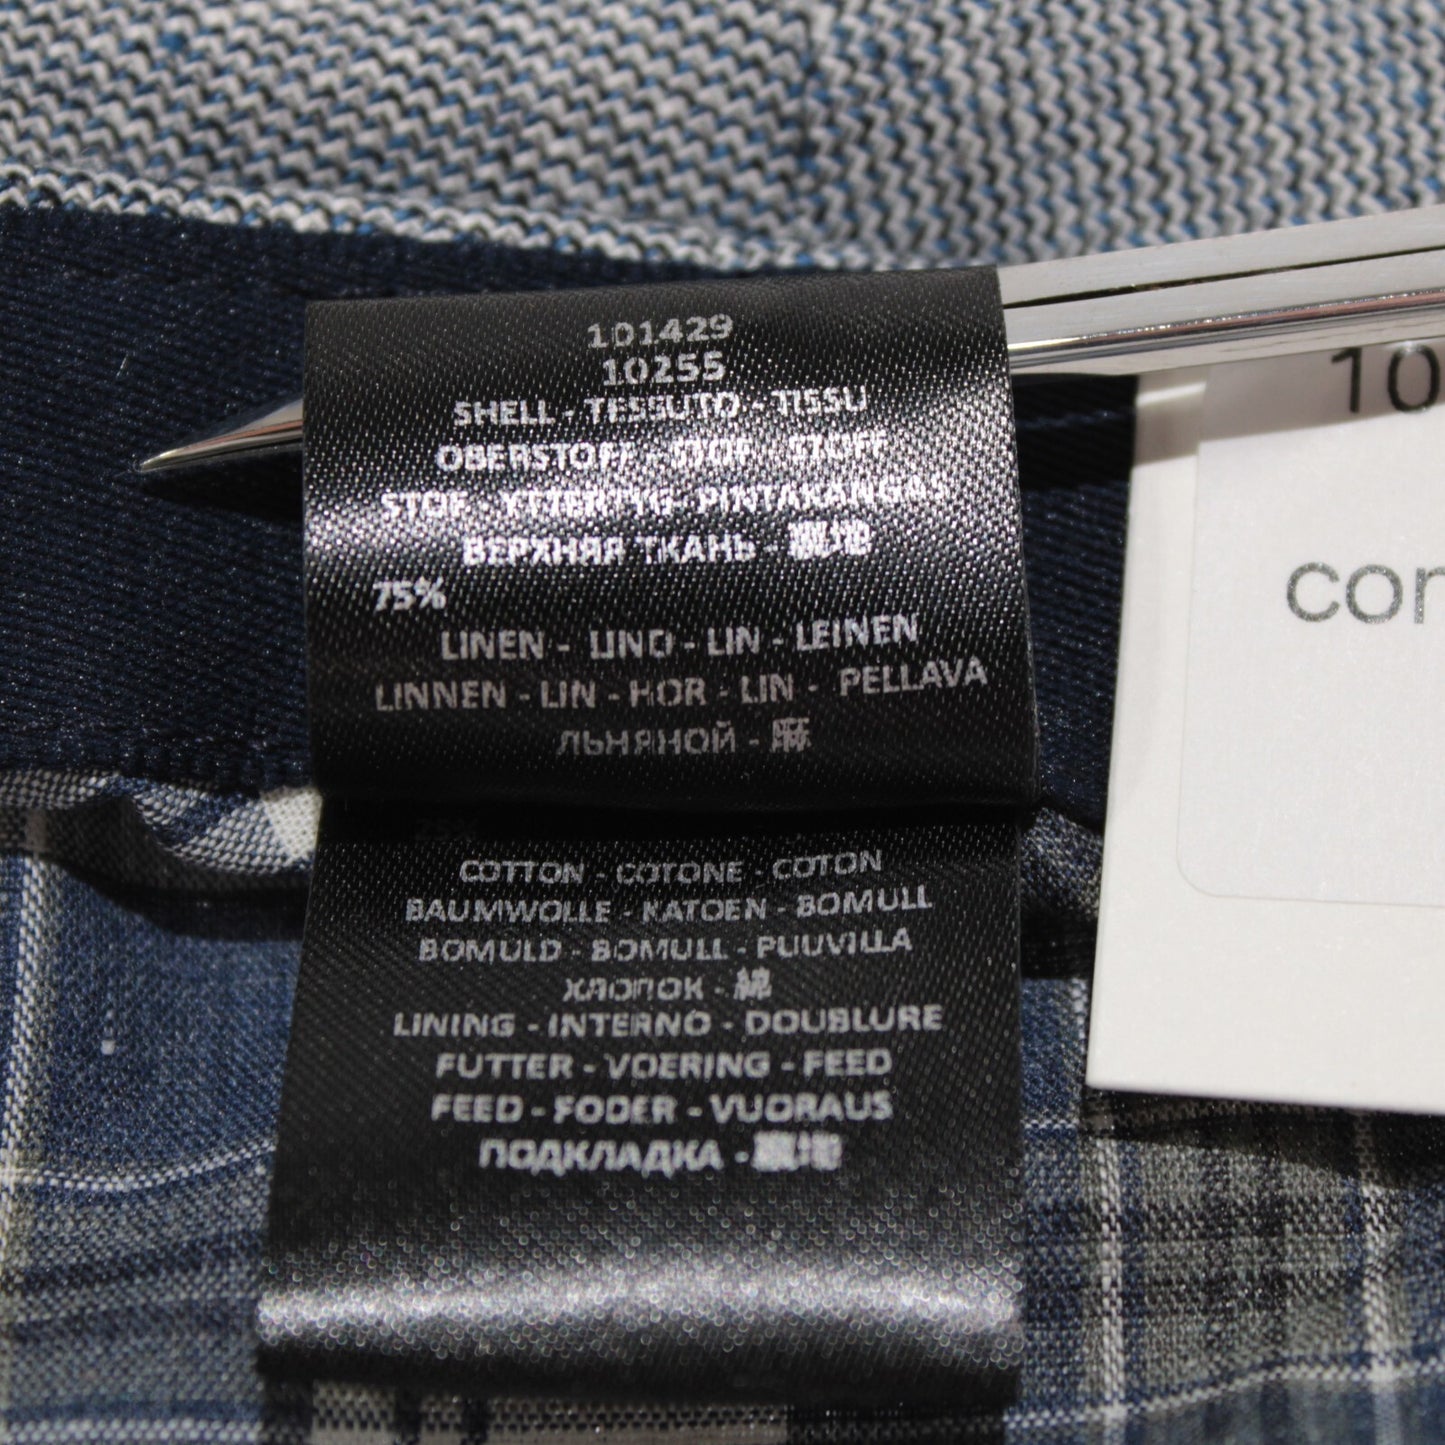 101429
10255
SHELL - TESSUTO - TISSU
OBERSTOFF - STOF - STOFF
STOF - YTTERTYG - PINTAKANGAS
ВЕРХНЯЯ ТКАНЬ -
75%
LINEN - LINO - LIN - LEINEN
LINNEN - LIN - HOR - LIN - PELLAVA
ЛЬНЯНОЙ - 麻
25%
COTTON - COTONE - COTON
BAUMWOLLE - KATOEN - BOMULL
BOMULD - BOMULL - PUUVILLA
ХЛОПОК - 綿
LINING - INTERNO - DOUBLURE
FUTTER - VOERING - FEED
FEED - FODER - VUORAUS
ПОДКЛАДКА -
10
con